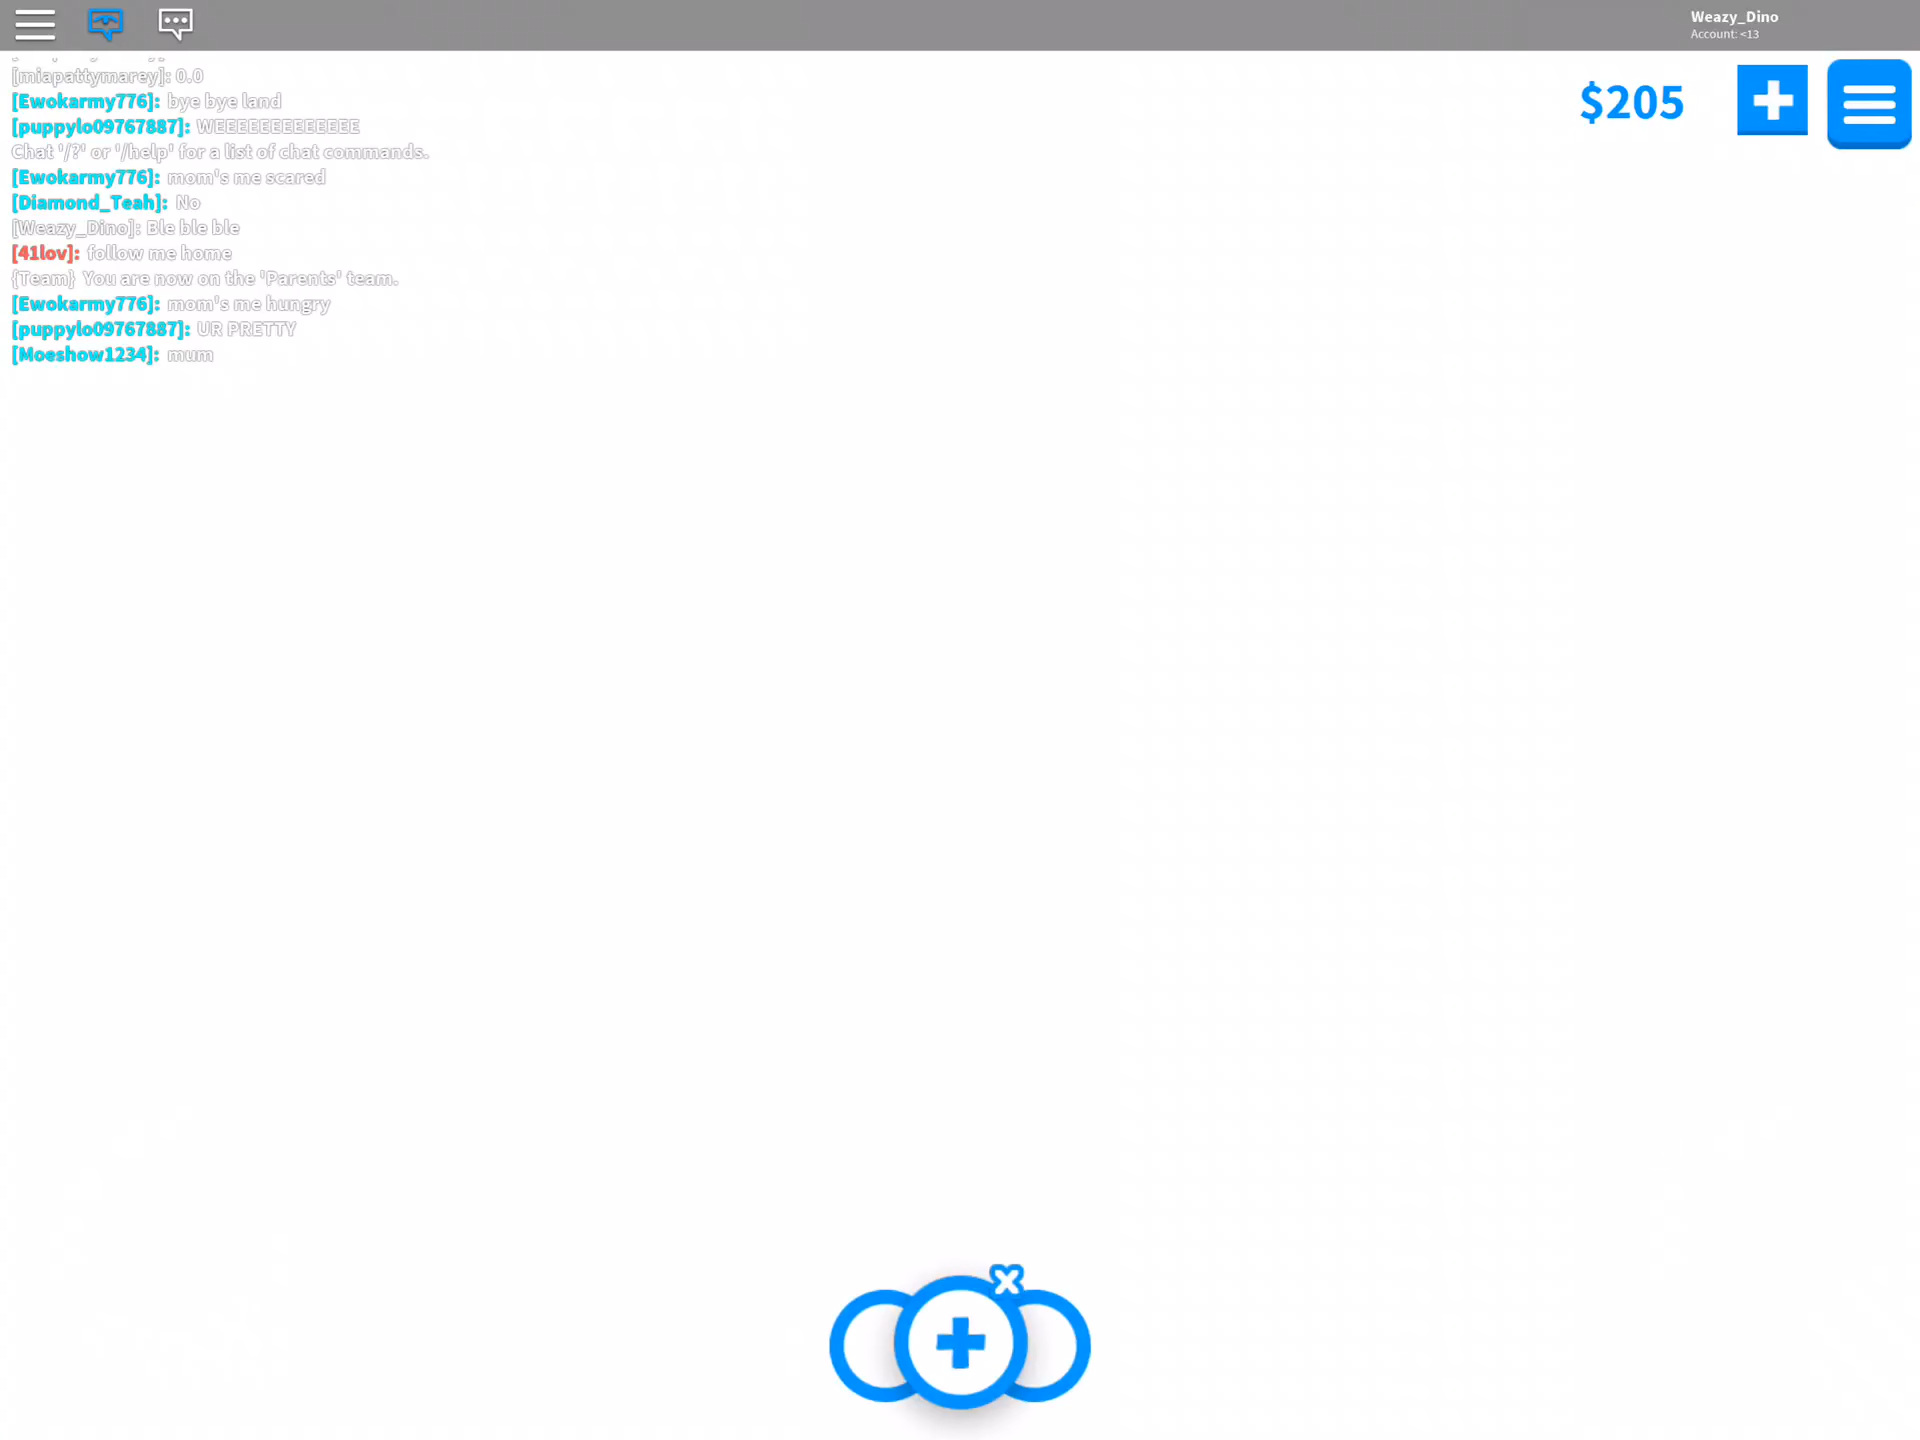 Weazy_Dino
Account: <13
[miapattymarey]: 0.0
[Ewokarmy776]: bye bye land
[puppylo09767887]: WEEEEEEEEEEEEE
Chat '/?' or '/help' for a list of chat commands.
[Ewokarmy776]: mom's me scared
[Diamond_Teah]: No
[Weazy_Dino]: Ble ble ble
[41lov]: follow me home
{Team} You are now on the 'Parents' team.
[Ewokarmy776]: mom's me hungry
[puppylo09767887]: UR PRETTY
[Moeshow1234]: mum
$205